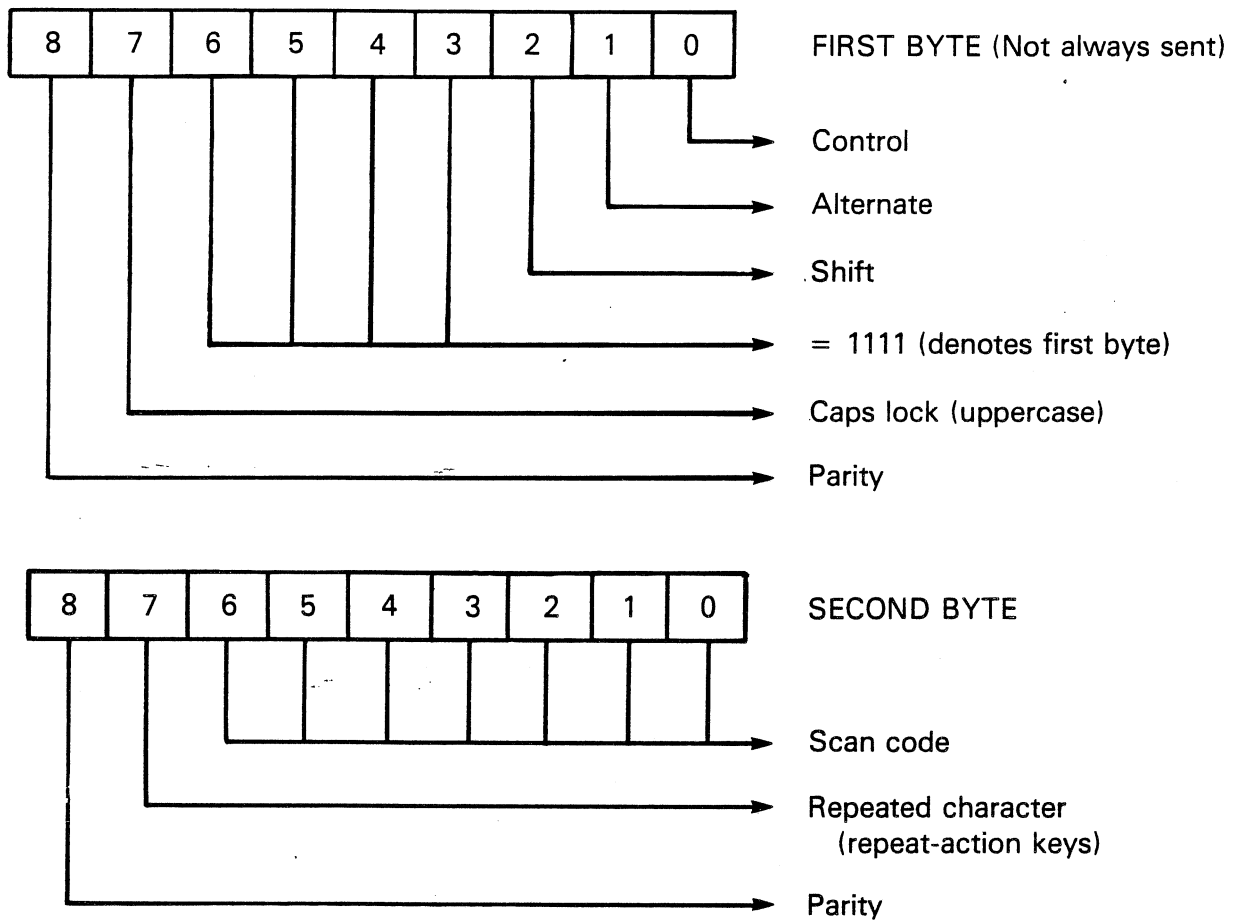 8 7 6 5 4 3 2 1 0 FIRST BYTE (Not always sent)
Control
Alternate
Shift
= 1111 (denotes first byte)
Caps lock (uppercase)
Parity
8 7 6 5 4 3 2 1 0 SECOND BYTE
Scan code
Repeated character
(repeat-action keys)
Parity